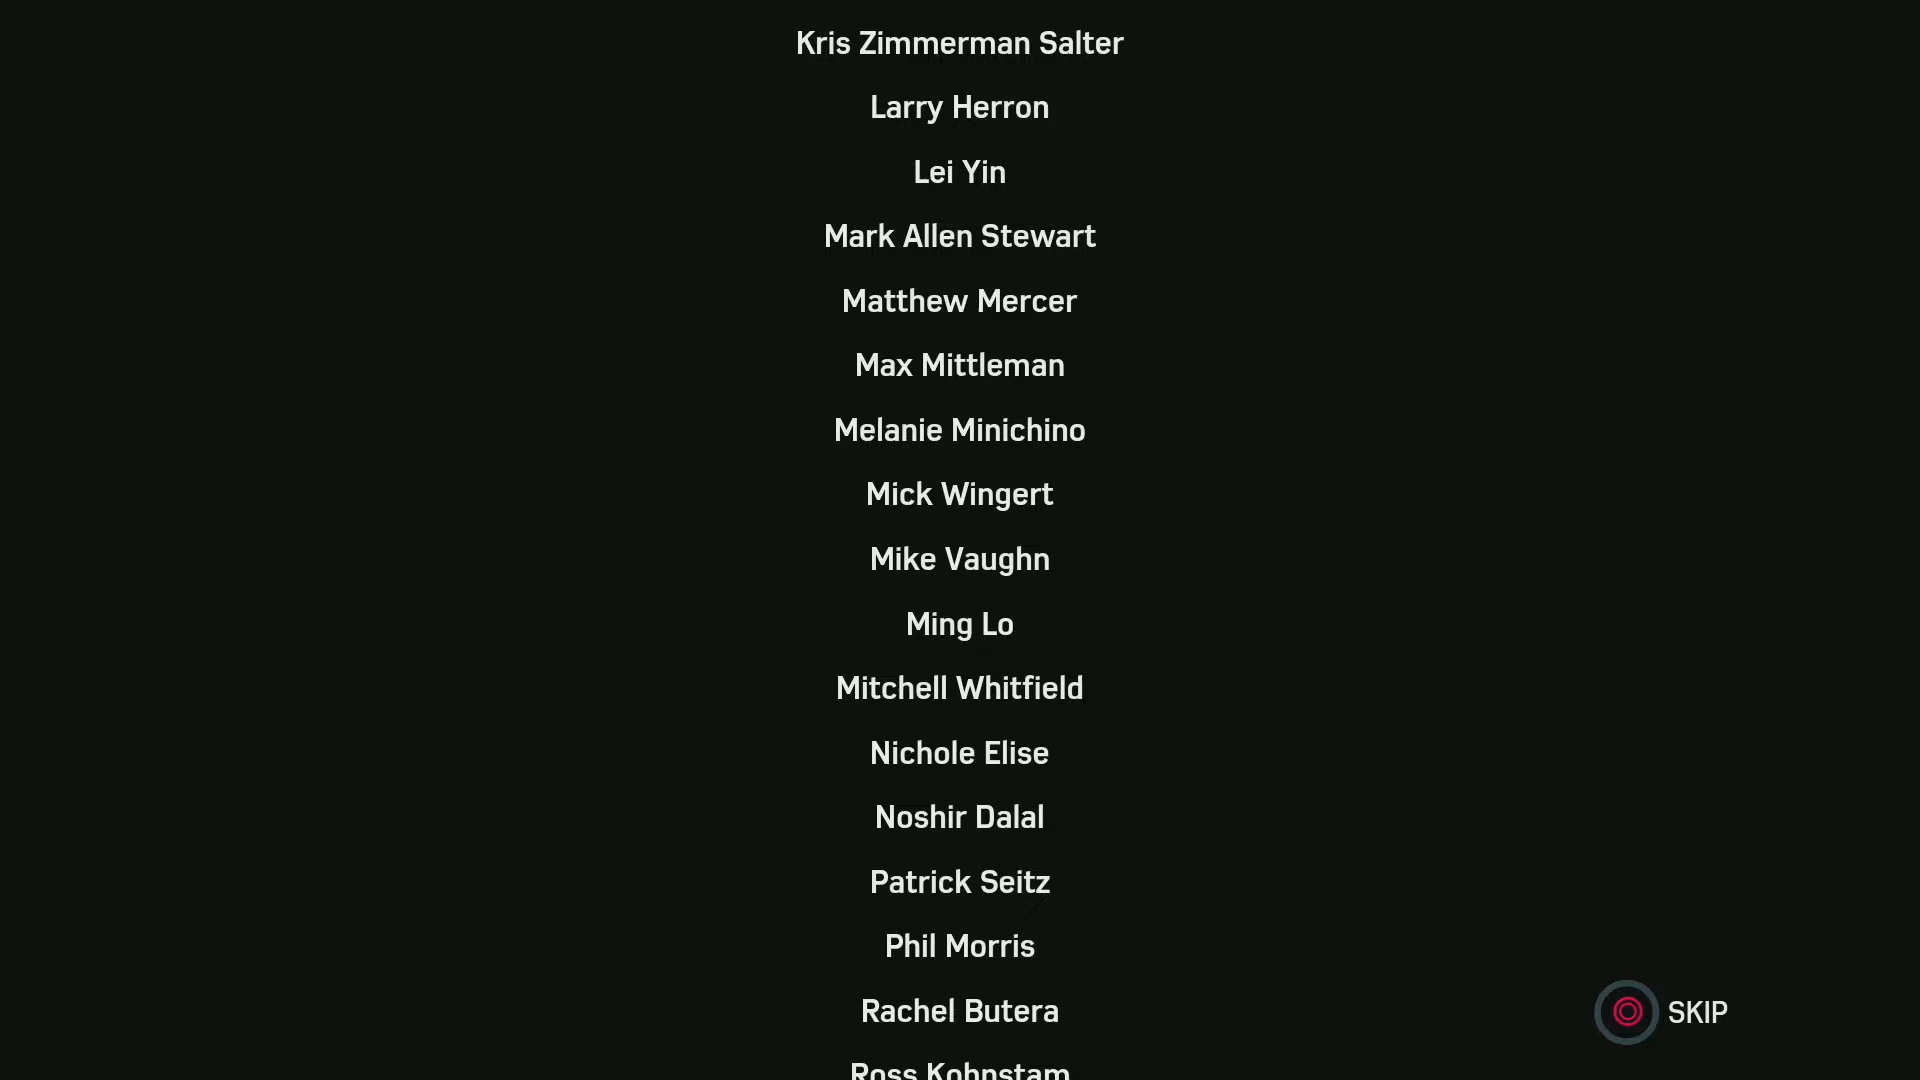 Kris Zimmerman Salter
Larry Herron
Lei Yin
Mark Allen Stewart
Matthew Mercer
Max Mittleman
Melanie Minichino
Mick Wingert
Mike Vaughn
Ming Lo
Mitchell Whitfield
Nichole Elise
Noshir Dalal
Patrick Seitz
Phil Morris
Rachel Butera
SKIP
Ross Kohnstam